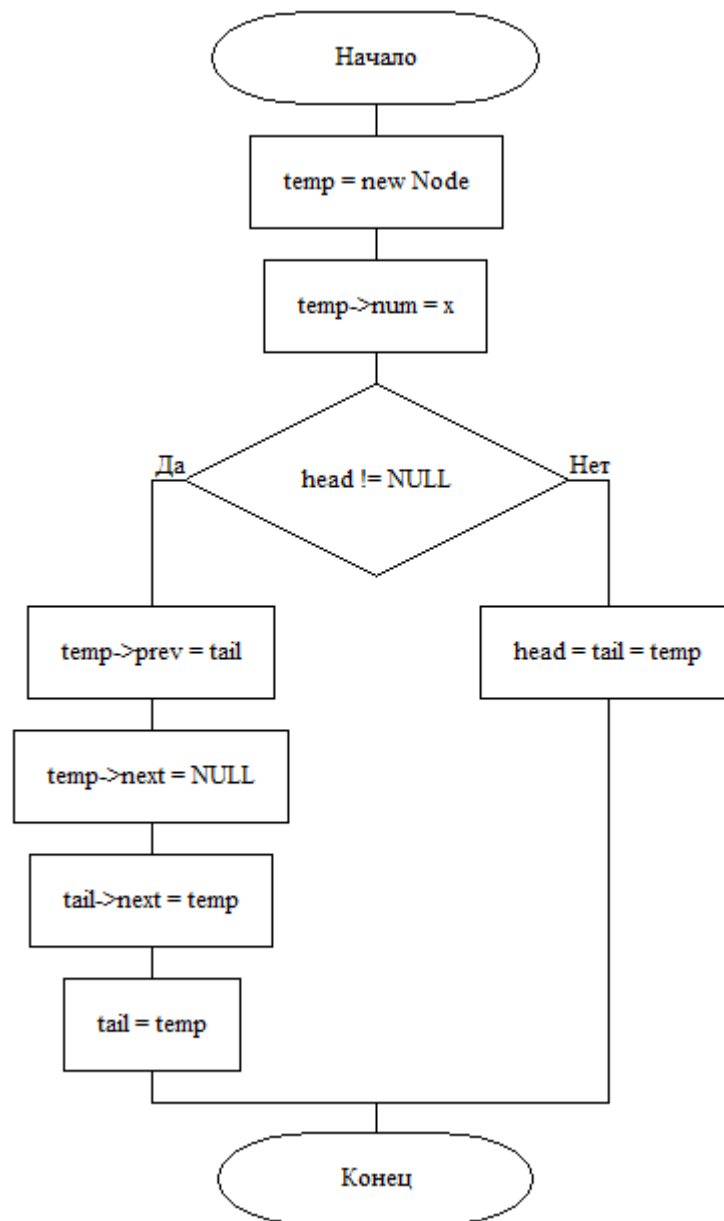 Начало
temp = new Node
temp->num = x
Да
head != NULL
Нет
temp->prev = tail
head = tail = temp
temp->next = NULL
tail->next = temp
tail = temp
Конец